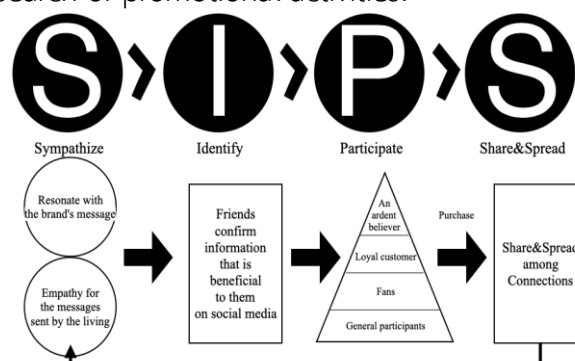 search of promotional activities.
S I P S
Sympathize
Identify
Participate
Share&Spread
Resonate with
the brand's message
Empathy for
the messages
sent by the living
Friends
confirm
information
that is
beneficial
to them
on social media
An
ardent
believer
Loyal customer
Fans
General participants
Purchase
Share&Spread
among
Connections